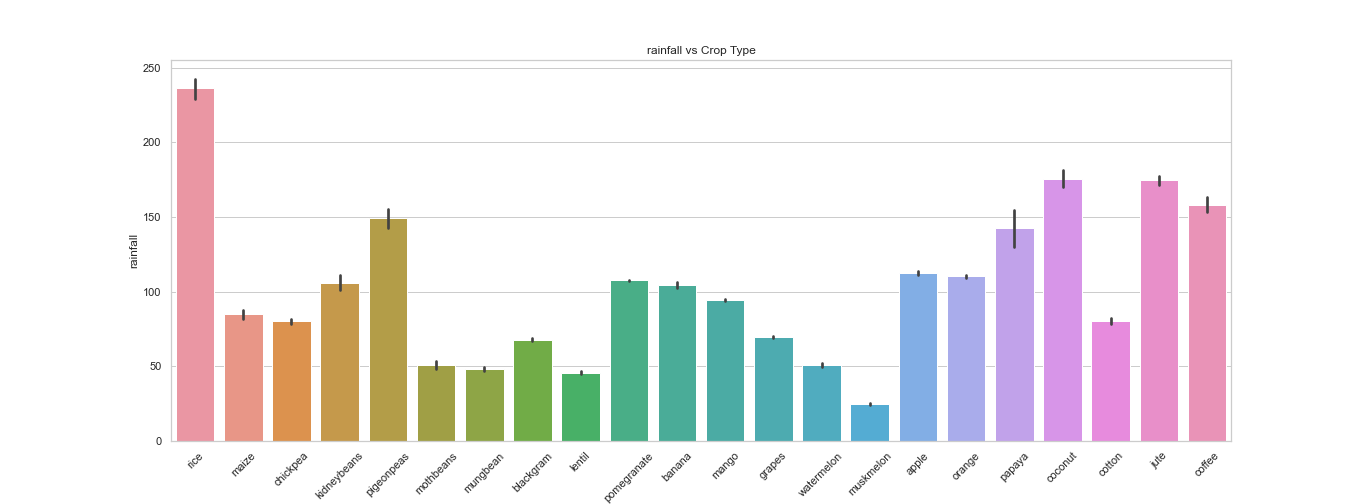 rainfall vs Crop Type
rainfall
250
200
150
100
50
0
rice
maize
chickpea
kidneybeans
pigeonpeas
mothbeans
mungbean
blackgram
lentil
pomegranate
banana
mango
grapes
watermelon
muskmelon
apple
orange
papaya
coconut
cotton
jute
coffee